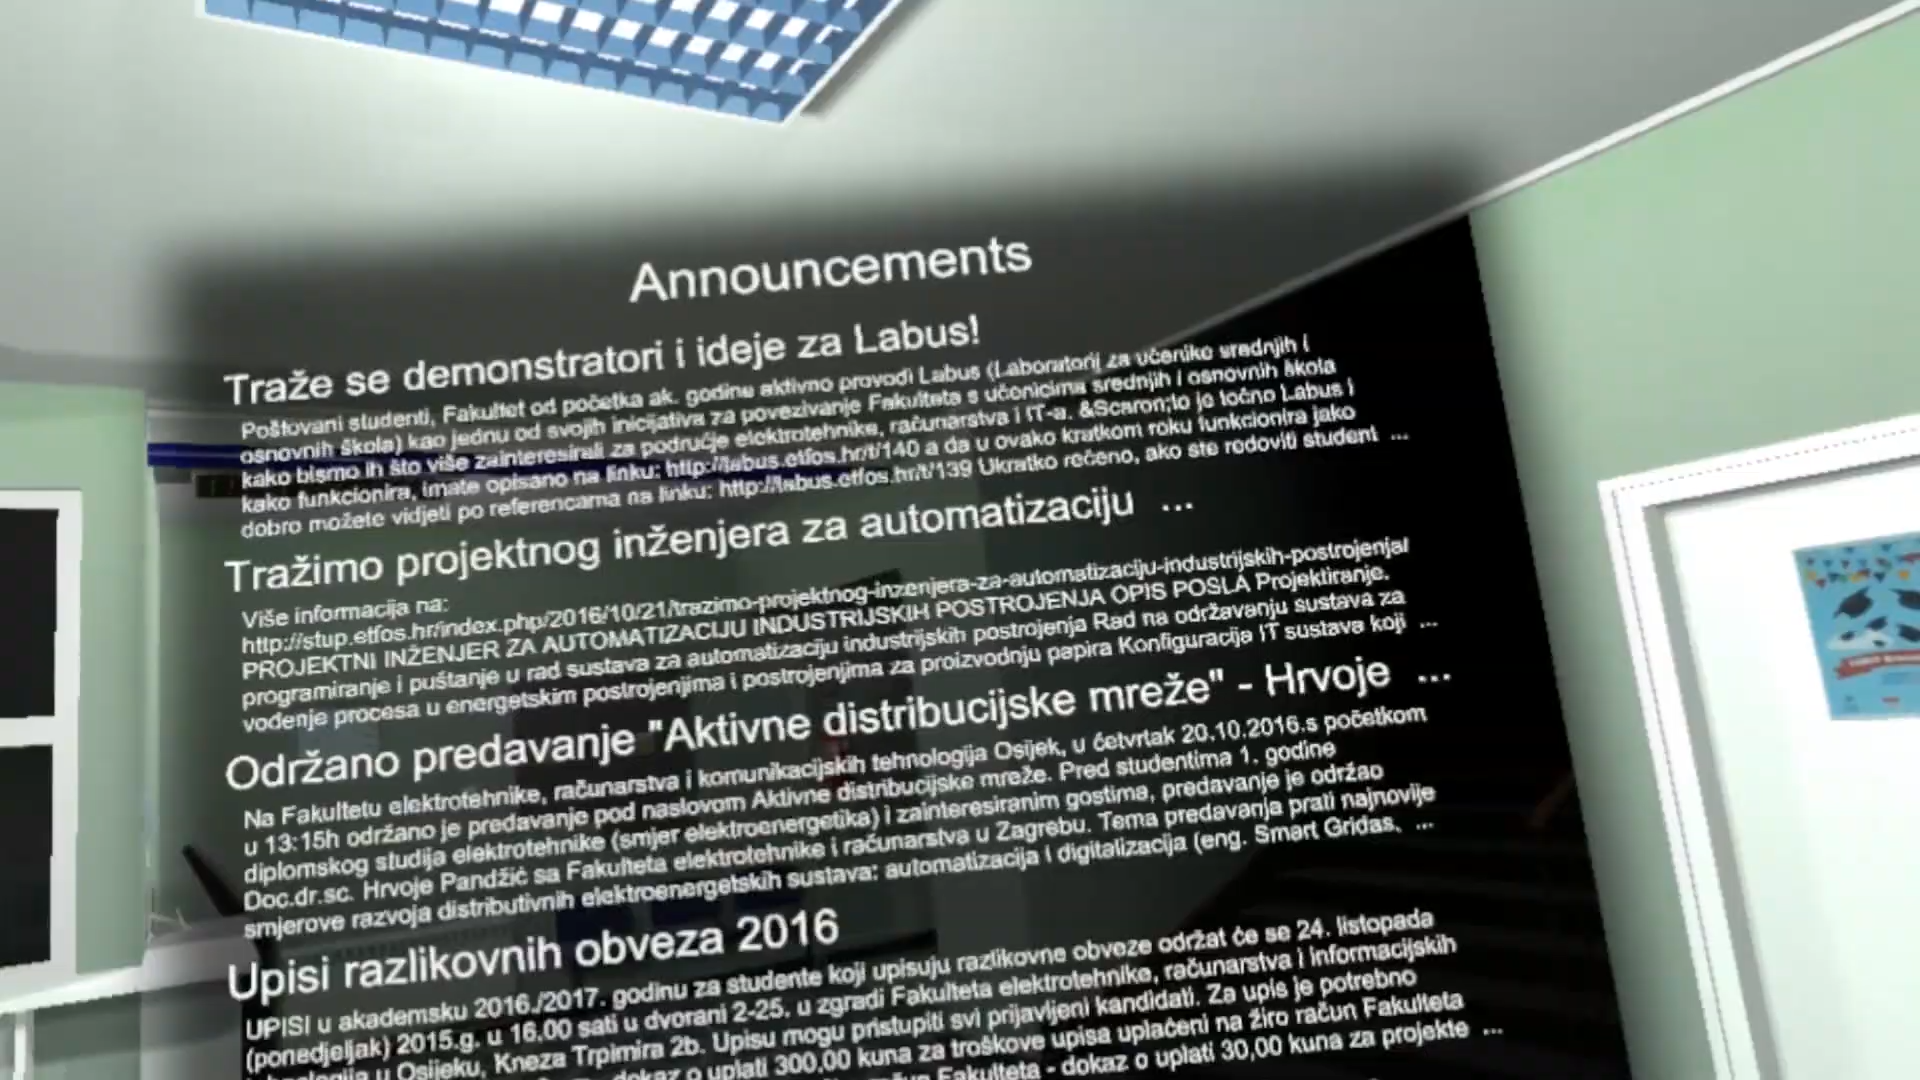 Announcements
Traže se demonstratori i ideje za Labus!
Poštovani studenti, Fakultet od početka ak. godine aktivno provodi Labus (Laboratorij za učenike srednjih i
osnovnih škola) kao jednu od svojih inicijativa za povezivanje Fakulteta s učenicima srednjih i osnovnih škola
kako bismo ih što više zainteresirali za područje elektrotehnike, računarstva i IT-a. &Scaron;to je točno Labus i
kako funkcionira, imate opisano na linku: http://labus.etfos.hr/t/140 a da u ovako kratkom roku funkcionira jako
dobro možete vidjeti po referencama na linku: http://labus.etfos.hr/t/139 Ukratko rečeno, ako ste redoviti student ...
Tražimo projektnog inženjera za automatizaciju ...
Više informacija na:
http://stup.etfos.hr/index.php/2016/10/21/trazimo-projektnog-inzenjera-za-automatizaciju-industrijskih-postrojenja/
PROJEKTNI INŽENJER ZA AUTOMATIZACIJU INDUSTRIJSKIH POSTROJENJA OPIS POSLA Projektiranje,
programiranje i puštanje u rad sustava za automatizaciju industrijskih postrojenja Rad na održavanju sustava za
vođenje procesa u energetskim postrojenjima i postrojenjima za proizvodnju papira Konfiguracija IT sustava koji ...
Održano predavanje "Aktivne distribucijske mreže" - Hrvoje ...
Na Fakultetu elektrotehnike, računarstva i komunikacijskih tehnologija Osijek, u četvrtak 20.10.2016.s početkom
u 13:15h održano je predavanje pod naslovom Aktivne distribucijske mreže. Pred studentima 1. godine
diplomskog studija elektrotehnike (smjer elektroenergetika) i zainteresiranim gostima, predavanje je održao
Doc.dr.sc. Hrvoje Pandžić sa Fakulteta elektrotehnike i računarstva u Zagrebu. Tema predavanja prati najnovije
smjerove razvoja distributivnih elektroenergetskih sustava: automatizacija i digitalizacija (eng. Smart Gridas, ...
Upisi razlikovnih obveza 2016
UPISI u akademsku 2016./2017. godinu za studente koji upisuju razlikovne obveze održat će se 24. listopada
(ponedjeljak) 2015.g. u 16.00 sati u dvorani 2-25. u zgradi Fakulteta elektrotehnike, računarstva i informacijskih
u Osijeku, Kneza Trpimira 2b. Upisu mogu pristupiti svi prijavljeni kandidati. Za upis je potrebno
dokaz o uplati 300,00 kuna za troškove upisa uplaćeni na žiro račun Fakulteta
Fakulteta - dokaz o uplati 30,00 kuna za projekte ...